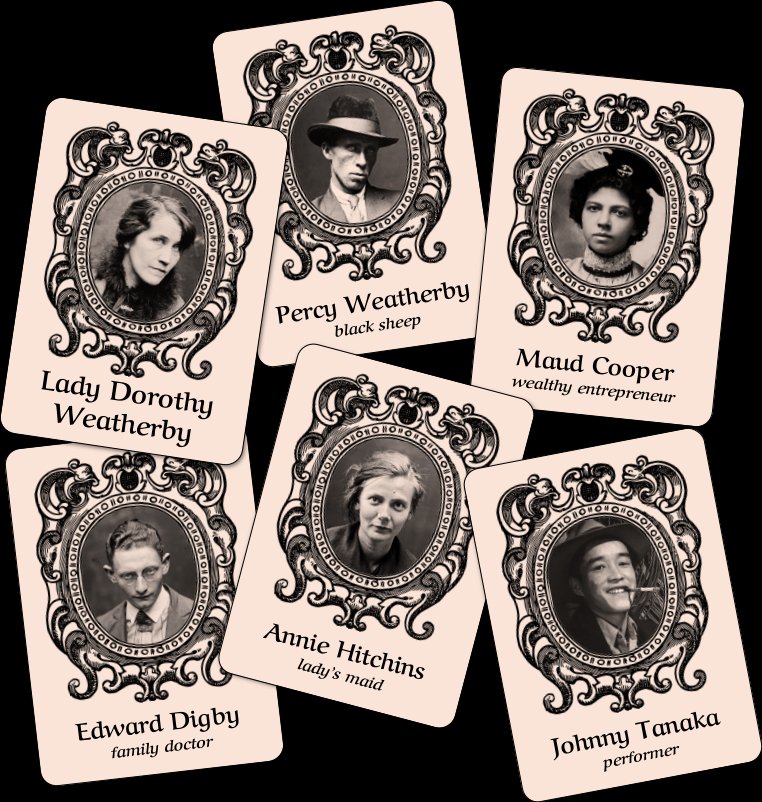 Percy Weatherby
black sheep
Maud Cooper
wealthy entrepreneur
Lady Dorothy
Weatherby
Annie Hitchins
lady's maid
Edward Digby
family doctor
Johnny Tanaka
performer